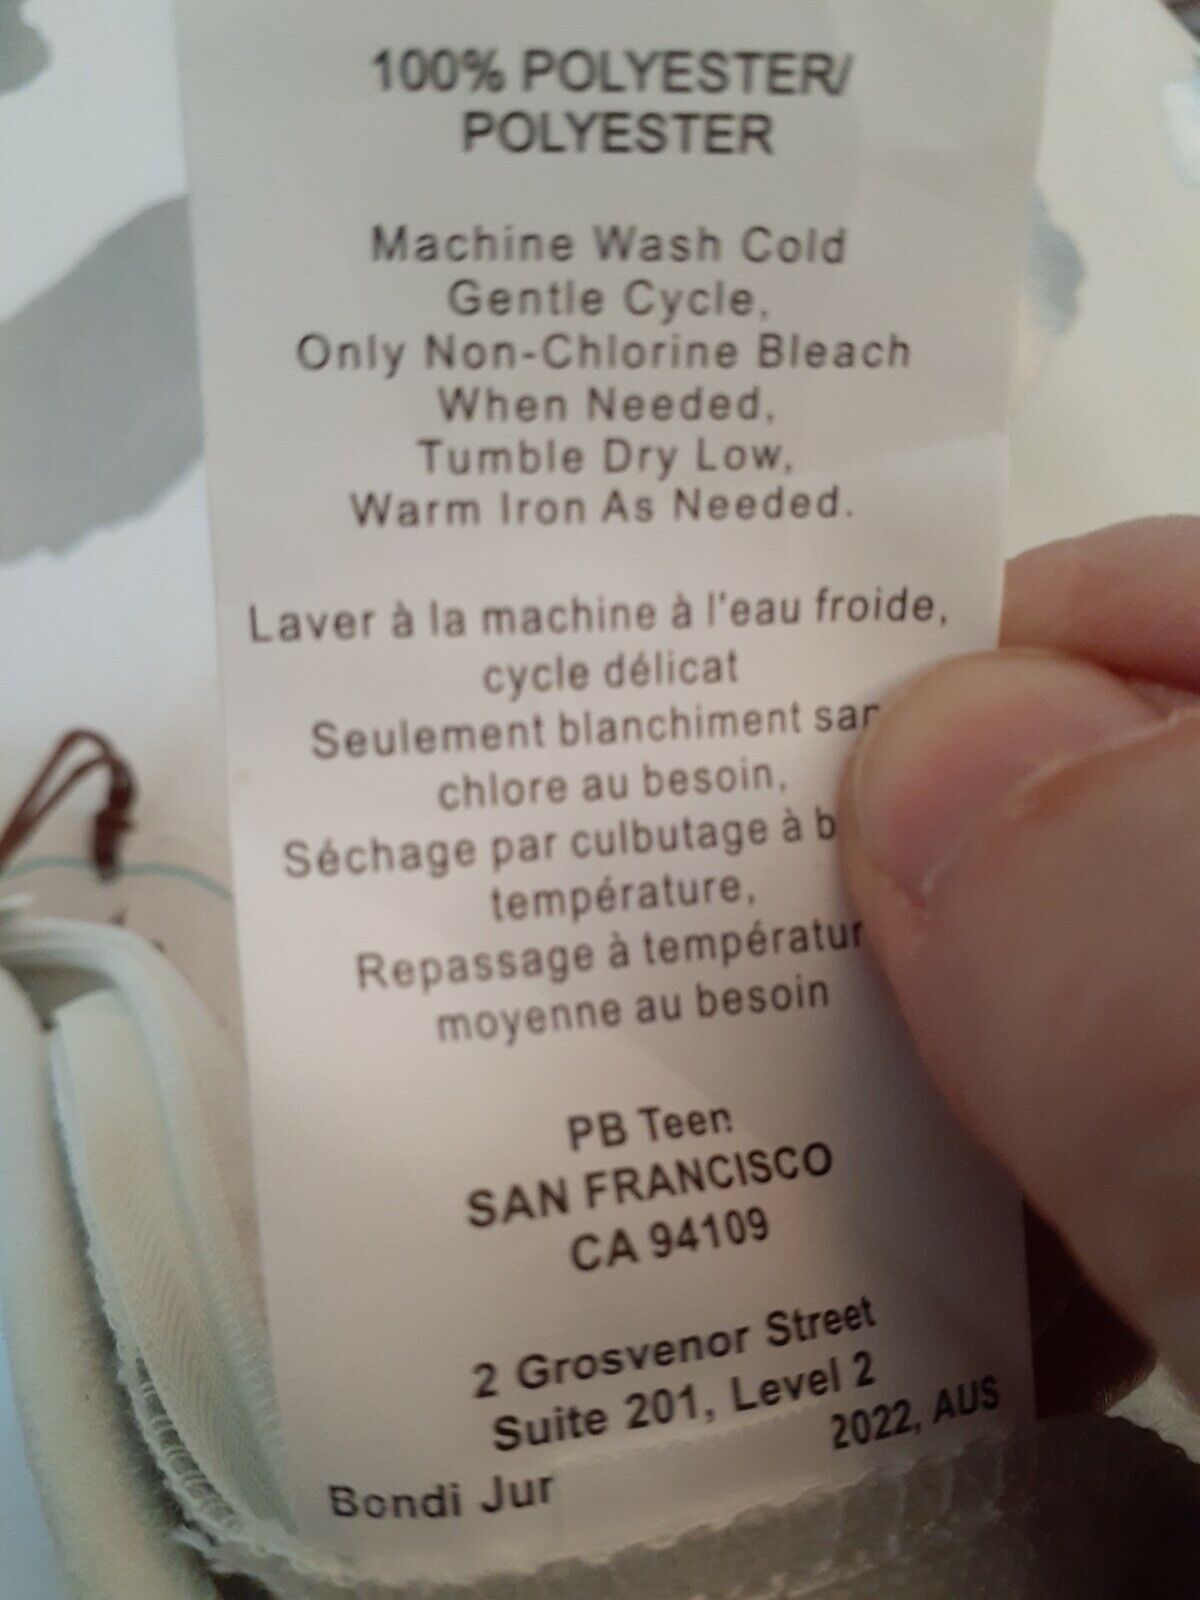 100% POLYESTER/
POLYESTER
Machine Wash Cold
Gentle Cycle,
Only Non-Chlorine Bleach
When Needed,
Tumble Dry Low,
Warm Iron As Needed.
Laver à la machine à l'eau froide,
cycle délicat
Seulement blanchiment
chlore au besoin,
Séchage par culbutage à
température,
Repassage à
moyenne au besoin
PB Teen
SAN FRANCISCO
CA 94109
2 Grosvenor Street
Suite 201, Level 2
2022, AUS
Bondi Jur